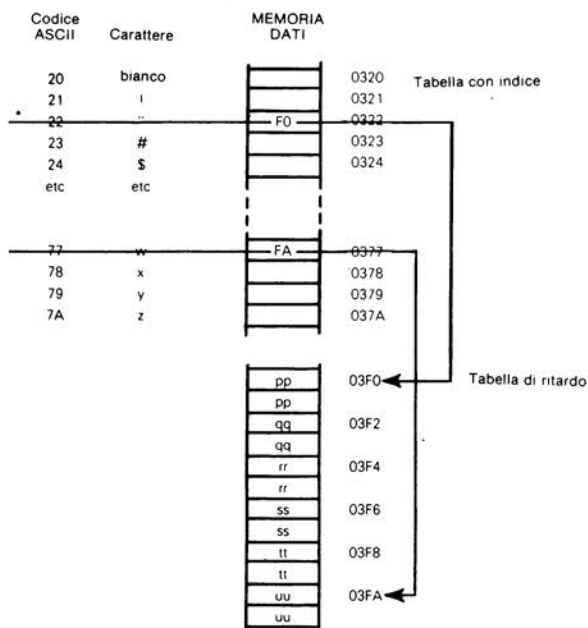 Codice MEMORIA
ASCII Carattere DATI
20 bianco 0320 Tabella con indice
21 ! 0321
22 " F0 0322
23 # 0323
24 $ 0324
etc etc
77 w FA 0377
78 x 0378
79 y 0379
7A z 037A
pp 03F0 Tabella di ritardo
pp
qq 03F2
qq
rr 03F4
rr
ss 03F6
ss
tt 03F8
tt
uu 03FA
uu